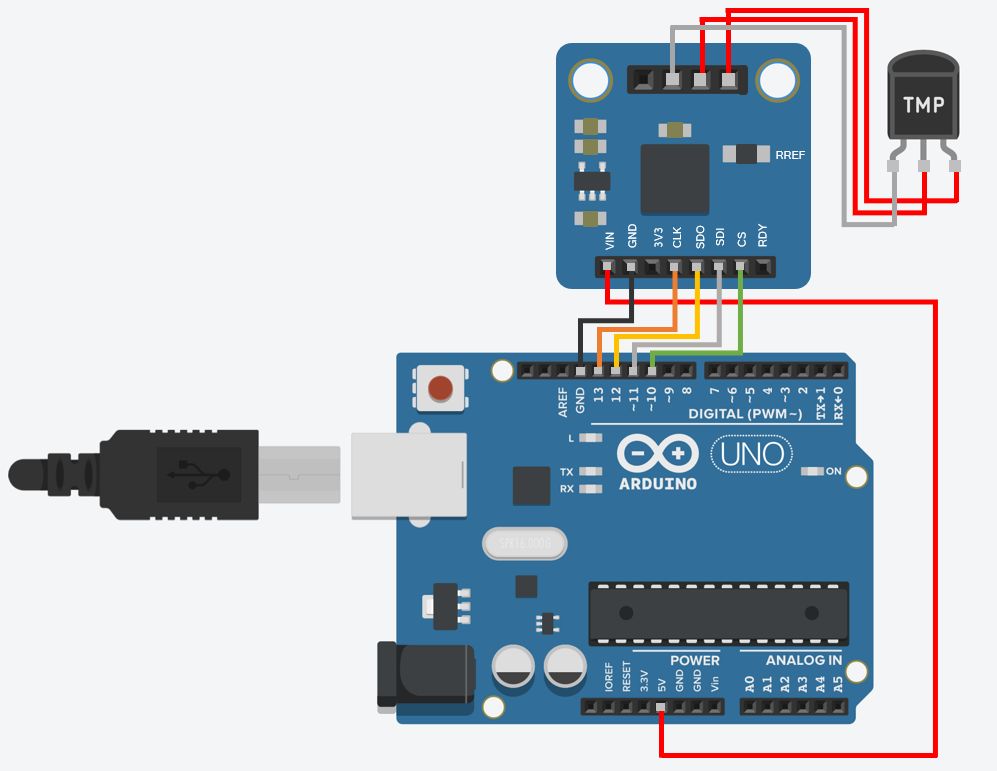 TMP
RREF
VIN
GND
3V3
CLK
SDO
SDI
CS
RDY
AREF
GND
13
12
~11
~10
~9
8
7
~6
~5
4
~3
2
TX→1
RX←0
DIGITAL (PWM~)
L
TX
RX
ARDUINO
UNO
ON
SPK16.000G
POWER
ANALOG IN
IOREF
RESET
3.3V
5V
GND
GND
Vin
A0
A1
A2
A3
A4
A5